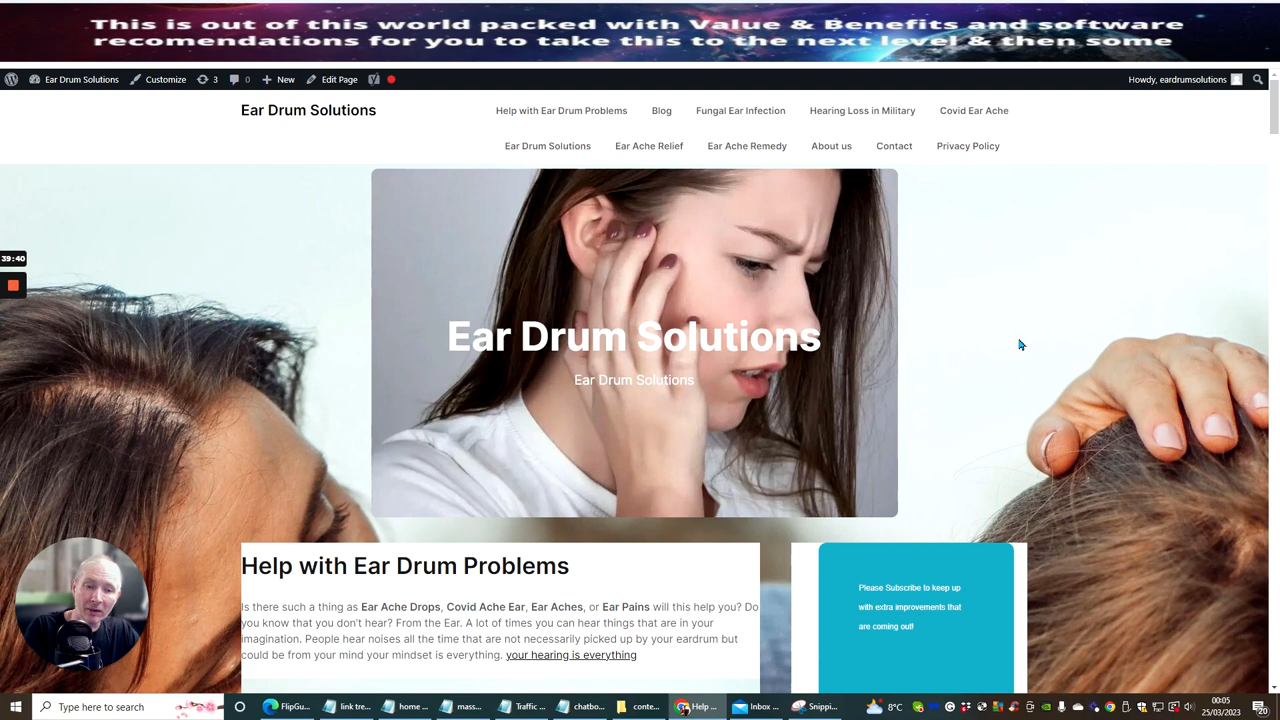 This is out of this world packed with Value & Benefits and software
recomendations for you to take this to the next level & then some
Ear Drum Solutions
Customize
3
0
New
Edit Page
Howdy, eardrumsolutions
Ear Drum Solutions
Help with Ear Drum Problems
Blog
Fungal Ear Infection
Hearing Loss in Military
Covid Ear Ache
Ear Drum Solutions
Ear Ache Relief
Ear Ache Remedy
About us
Contact
Privacy Policy
39:40
Ear Drum Solutions
Ear Drum Solutions
Help with Ear Drum Problems
Is there such a thing as Ear Ache Drops, Covid Ache Ear, Ear Aches, or Ear Pains will this help you? Do
you know that you don't hear? From the Ear. A lot of times you can hear things that are in your
imagination. People hear noises all the time that are not necessarily picked up by your eardrum but
could be from your mind your mindset is everything. your hearing is everything
Please Subscribe to keep up
with extra improvements that
are coming out!
Type here to search
FlipGu...
link tre...
home ...
mass...
Traffic ...
chatbo...
conte...
Help ...
Inbox ...
Snippi...
8°C
00:05
25/03/2023
20